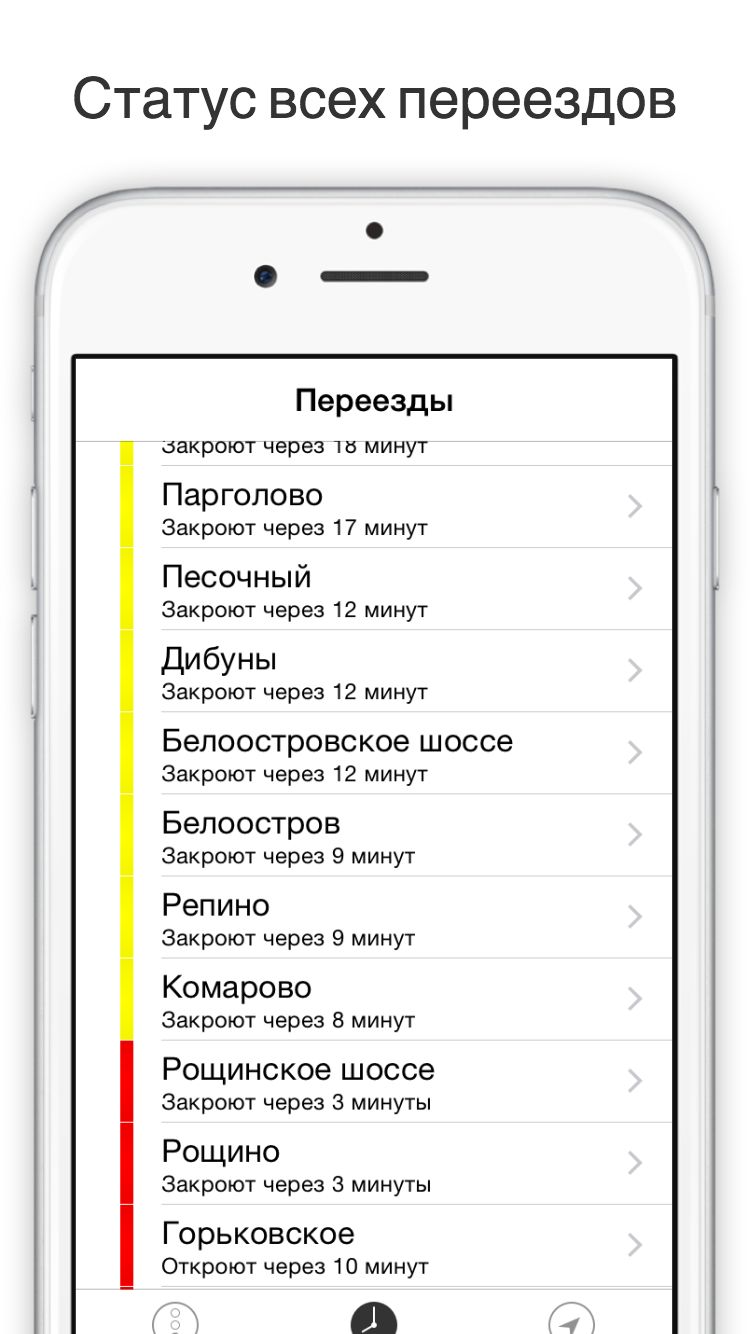 Статус всех переездов
Переезды
Закроют через 18 минут
Парголово
Закроют через 17 минут
Песочный
Закроют через 12 минут
Дибуны
Закроют через 12 минут
Белоостровское шоссе
Закроют через 12 минут
Белоостров
Закроют через 9 минут
Репино
Закроют через 9 минут
Комарово
Закроют через 8 минут
Рощинское шоссе
Закроют через 3 минуты
Рощино
Закроют через 3 минуты
Горьковское
Откроют через 10 минут